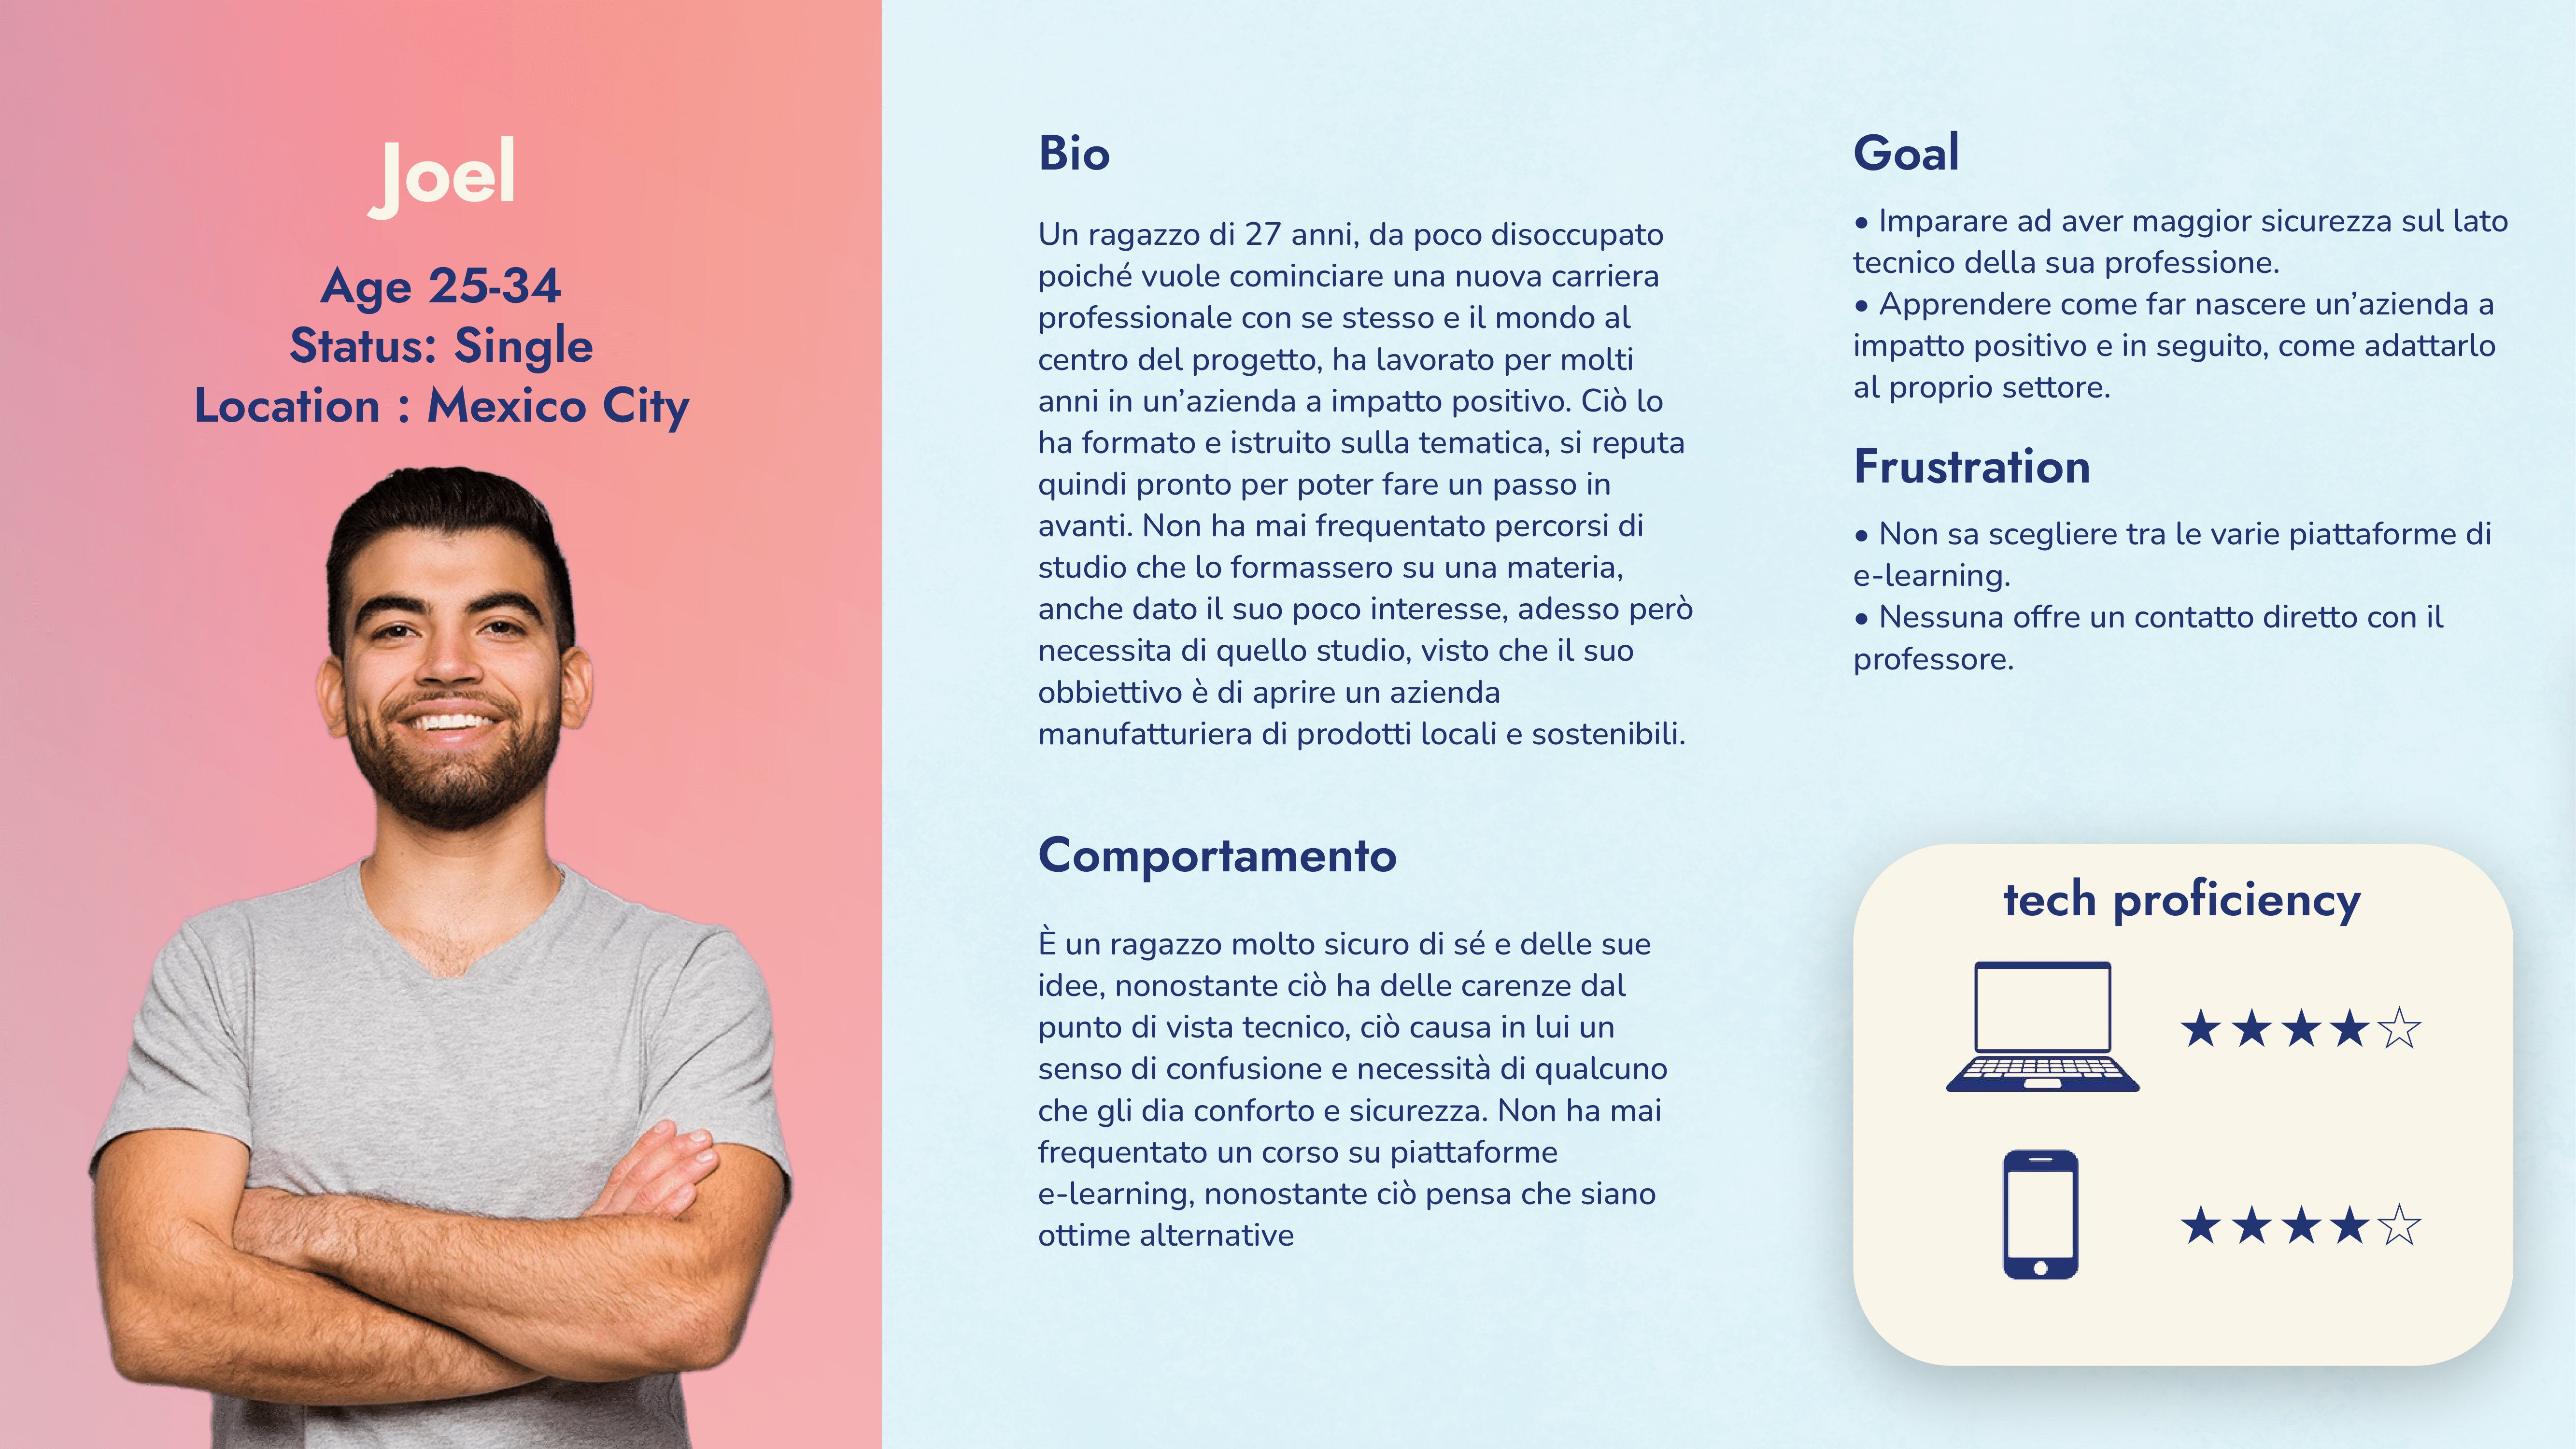 Joel
Age 25-34
Status: Single
Location : Mexico City
Bio
Un ragazzo di 27 anni, da poco disoccupato
poiché vuole cominciare una nuova carriera
professionale con se stesso e il mondo al
centro del progetto, ha lavorato per molti
anni in un’azienda a impatto positivo. Ciò lo
ha formato e istruito sulla tematica, si reputa
quindi pronto per poter fare un passo in
avanti. Non ha mai frequentato percorsi di
studio che lo formassero su una materia,
anche dato il suo poco interesse, adesso però
necessita di quello studio, visto che il suo
obbiettivo è di aprire un azienda
manufatturiera di prodotti locali e sostenibili.
Comportamento
È un ragazzo molto sicuro di sé e delle sue
idee, nonostante ciò ha delle carenze dal
punto di vista tecnico, ciò causa in lui un
senso di confusione e necessità di qualcuno
che gli dia conforto e sicurezza. Non ha mai
frequentato un corso su piattaforme
e-learning, nonostante ciò pensa che siano
ottime alternative
Goal
• Imparare ad aver maggior sicurezza sul lato
tecnico della sua professione.
• Apprendere come far nascere un’azienda a
impatto positivo e in seguito, come adattarlo
al proprio settore.
Frustration
• Non sa scegliere tra le varie piattaforme di
e-learning.
• Nessuna offre un contatto diretto con il
professore.
tech proficiency